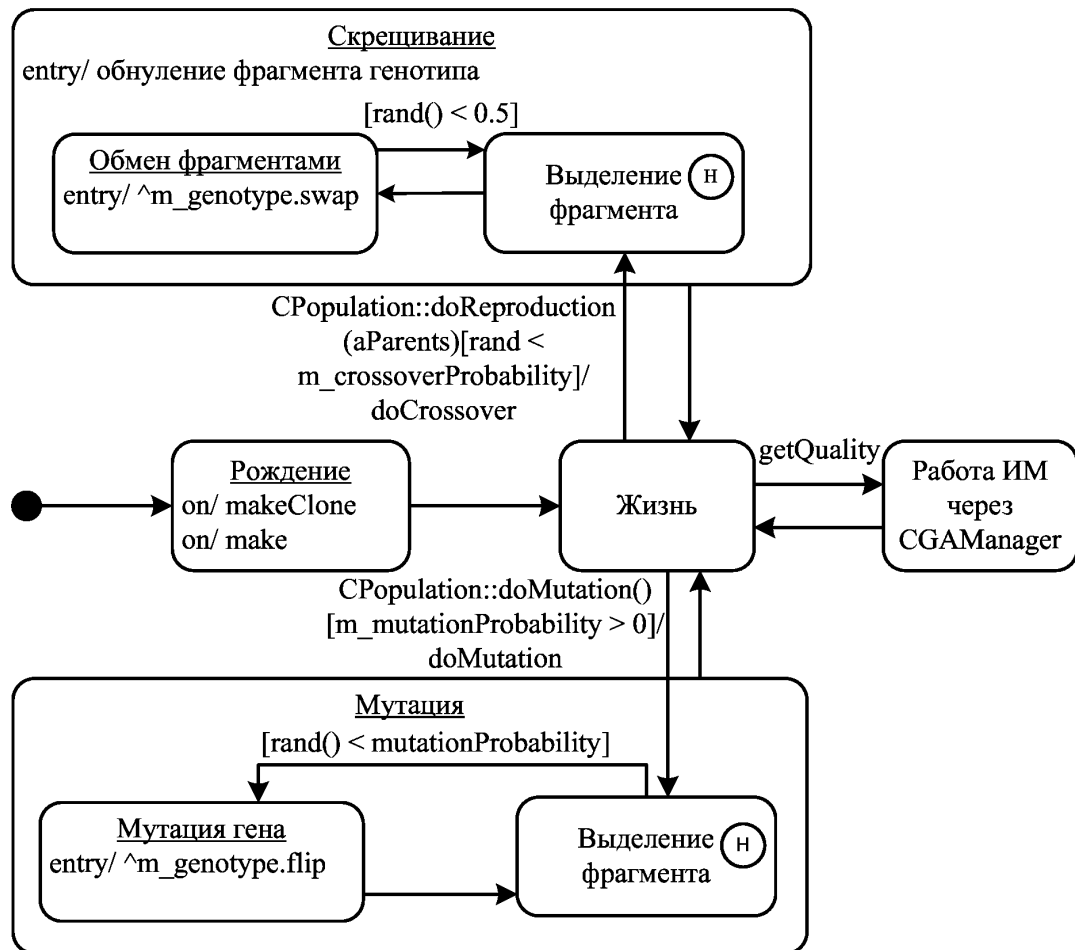 Скрещивание
entry/ обнуление фрагмента генотипа
[rand() < 0.5]
Обмен фрагментами
entry/ ^m_genotype.swap
Выделение
фрагмента
H
CPopulation::doReproduction
(aParents)[rand <
m_crossoverProbability]/
doCrossover
Рождение
on/ makeClone
on/ make
Жизнь
getQuality
Работа ИМ
через
CGAManager
CPopulation::doMutation()
[m_mutationProbability > 0]/
doMutation
Мутация
[rand() < mutationProbability]
Мутация гена
entry/ ^m_genotype.flip
Выделение
фрагмента
H